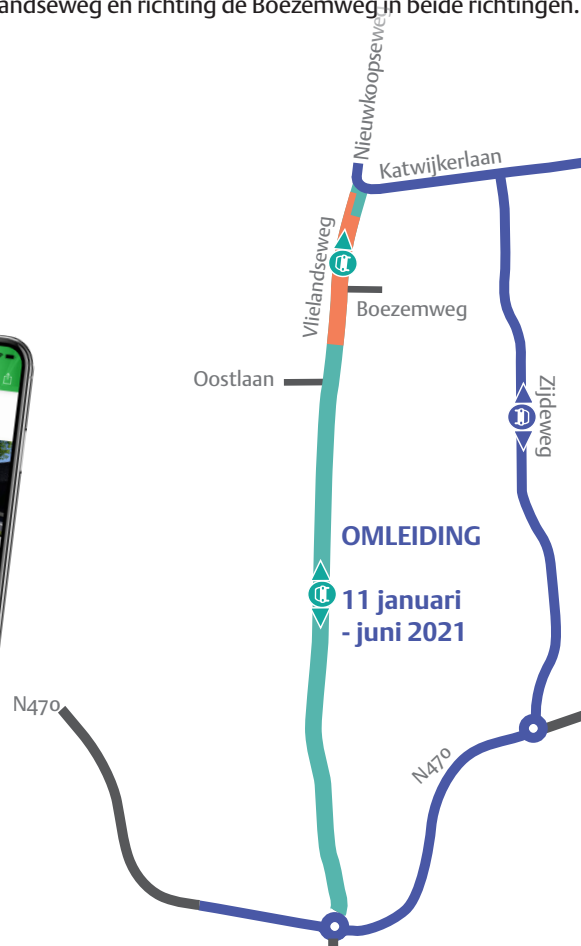 landseweg en richting de Boezemweg in beide richtingen.
Nieuwkoopseweg
Katwijkerlaan
Vlielandseweg
Boezemweg
Oostlaan
Zijdeweg
OMLEIDING
11 januari
- juni 2021
N470
N470